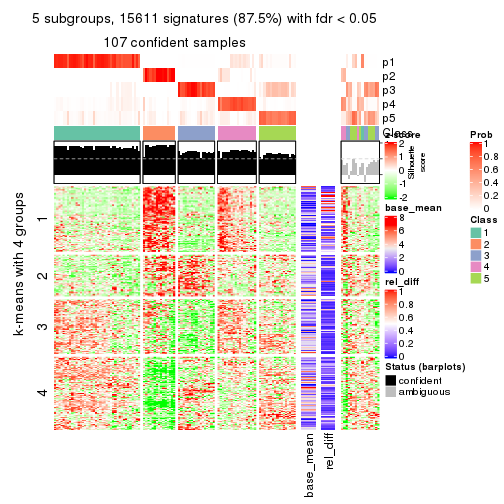 5 subgroups, 15611 signatures (87.5%) with fdr < 0.05
107 confident samples
p1
p2
p3
p4
p5
Class
Silhouette
score
k-means with 4 groups
1
2
3
4
base_mean
rel_diff
z-score
2
1
0
-1
-2
base_mean
8
6
4
2
0
rel_diff
1
0.8
0.6
0.4
0.2
0
Status (barplots)
confident
ambiguous
Prob
1
0.8
0.6
0.4
0.2
0
Class
1
2
3
4
5